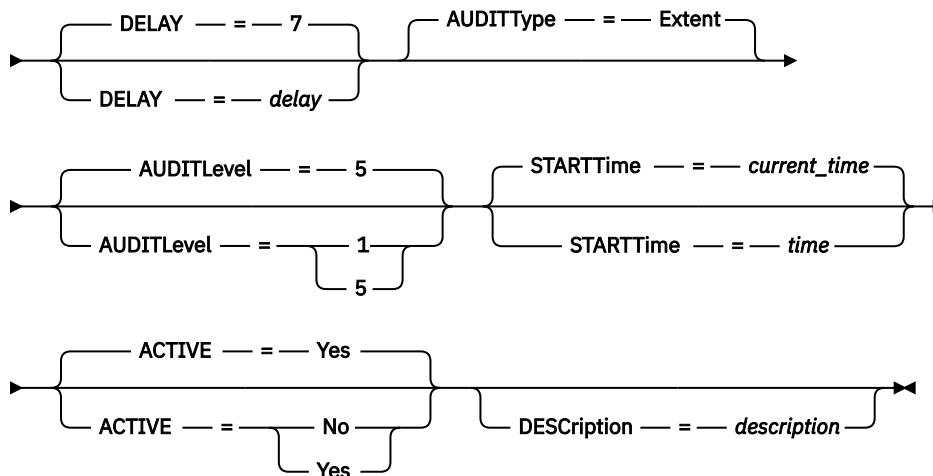 DELAY = 7 AUDITType = Extent
DELAY = delay
AUDITLevel = 5 STARTTime = current_time
AUDITLevel = 1 STARTTime = time
5
ACTIVE = Yes
ACTIVE = No DESCription = description
Yes